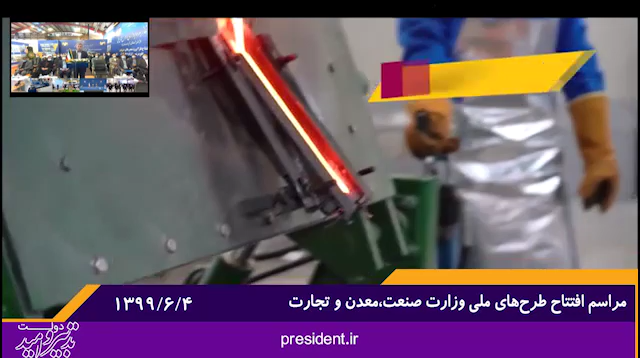 مراسم افتتاح طرح‌های ملی وزارت صنعت،معدن و تجارت
۱۳۹۹/۶/۴
دولت
تدبیر و امید
president.ir